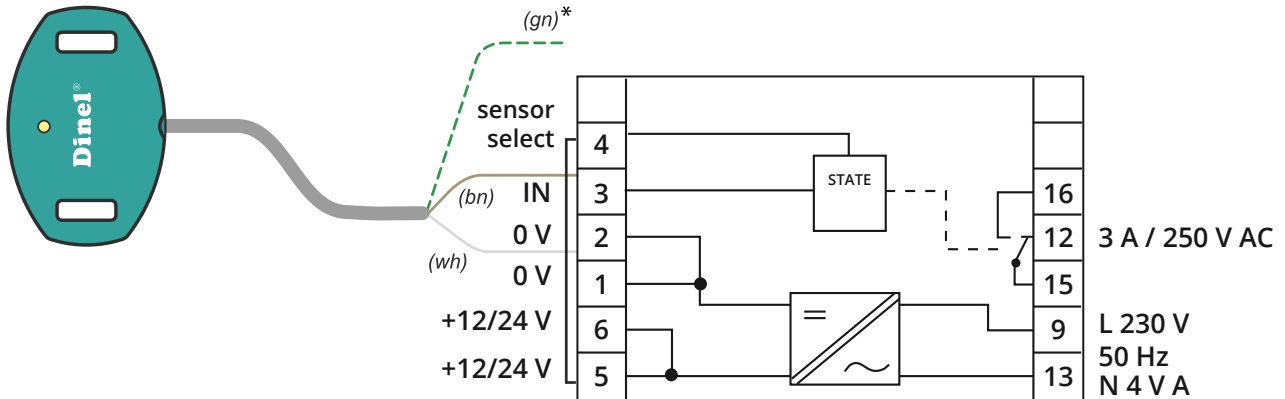 (gn)*
Dinel®
sensor
select
4
(bn)
IN
3
STATE
16
0 V
2
12
3 A / 250 V AC
(wh)
0 V
1
15
+12/24 V
6
9
L 230 V
50 Hz
+12/24 V
5
13
N 4 V A